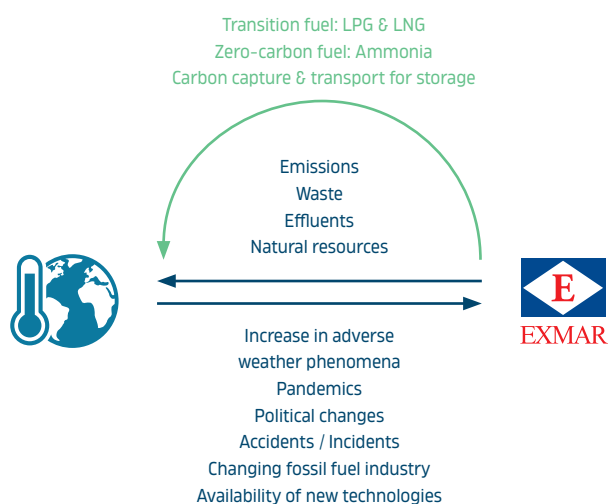 Transition fuel: LPG & LNG
Zero-carbon fuel: Ammonia
Carbon capture & transport for storage
Emissions
Waste
Effluents
Natural resources
E
EXMAR
Increase in adverse
weather phenomena
Pandemics
Political changes
Accidents / Incidents
Changing fossil fuel industry
Availability of new technologies